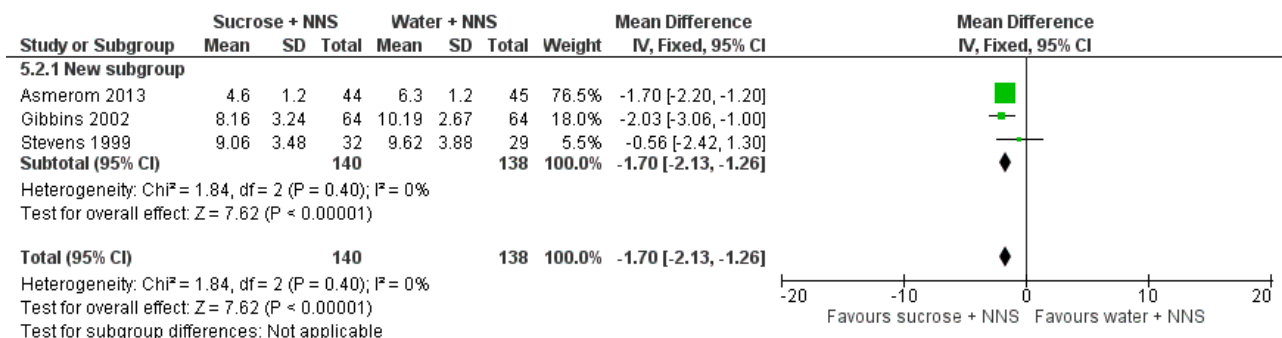 Sucrose + NNS Water + NNS Mean Difference Mean Difference
Study or Subgroup Mean SD Total Mean SD Total Weight IV, Fixed, 95% CI IV, Fixed, 95% CI
5.2.1 New subgroup
Asmerom 2013 4.6 1.2 44 6.3 1.2 45 76.5% -1.70 [-2.20, -1.20]
Gibbins 2002 8.16 3.24 64 10.19 2.67 64 18.0% -2.03 [-3.06, -1.00]
Stevens 1999 9.06 3.48 32 9.62 3.88 29 5.5% -0.56 [-2.42, 1.30]
Subtotal (95% CI) 140 138 100.0% -1.70 [-2.13, -1.26]
Heterogeneity: Chi² = 1.84, df = 2 (P = 0.40); I² = 0%
Test for overall effect: Z = 7.62 (P < 0.00001)
Total (95% CI) 140 138 100.0% -1.70 [-2.13, -1.26]
Heterogeneity: Chi² = 1.84, df = 2 (P = 0.40); I² = 0%
Test for overall effect: Z = 7.62 (P < 0.00001)
Test for subgroup differences: Not applicable
-20 -10 0 10 20
Favours sucrose + NNS Favours water + NNS